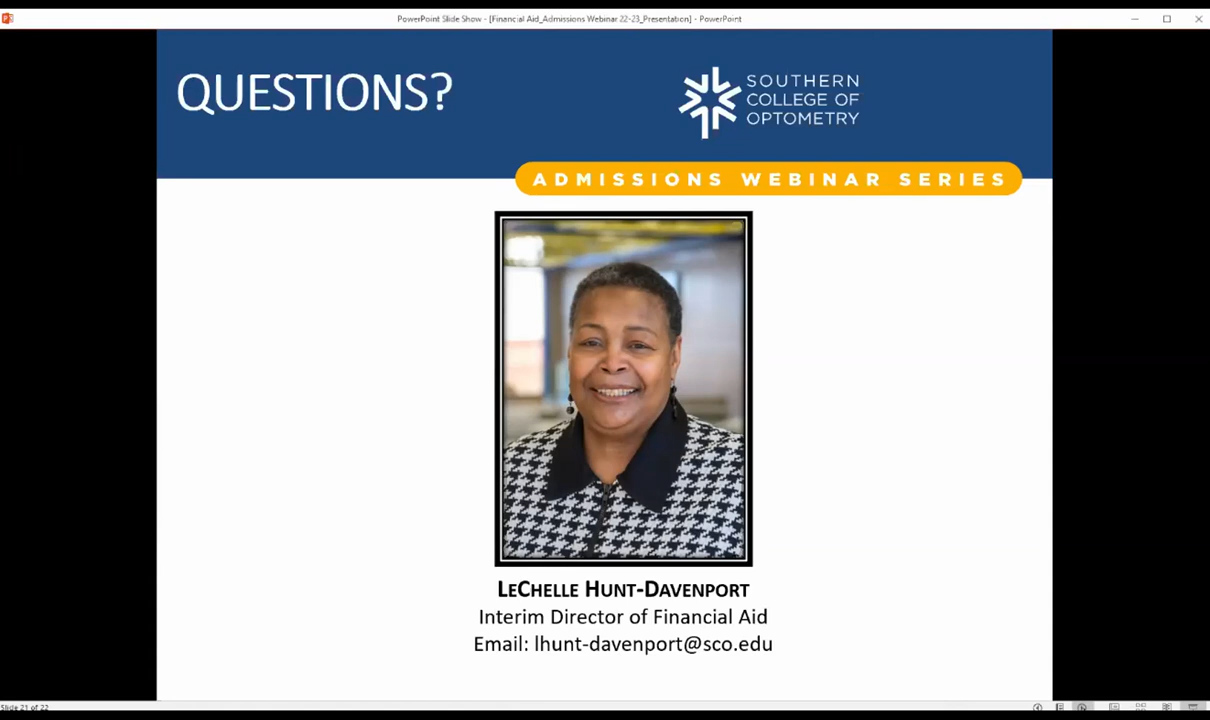 PowerPoint Slide Show - [Financial Aid_Admissions Webinar 22-23_Presentation] - PowerPoint
QUESTIONS?
SOUTHERN
COLLEGE OF
OPTOMETRY
ADMISSIONS WEBINAR SERIES
LECHELLE HUNT-DAVENPORT
Interim Director of Financial Aid
Email: lhunt-davenport@sco.edu
Slide 21 of 22